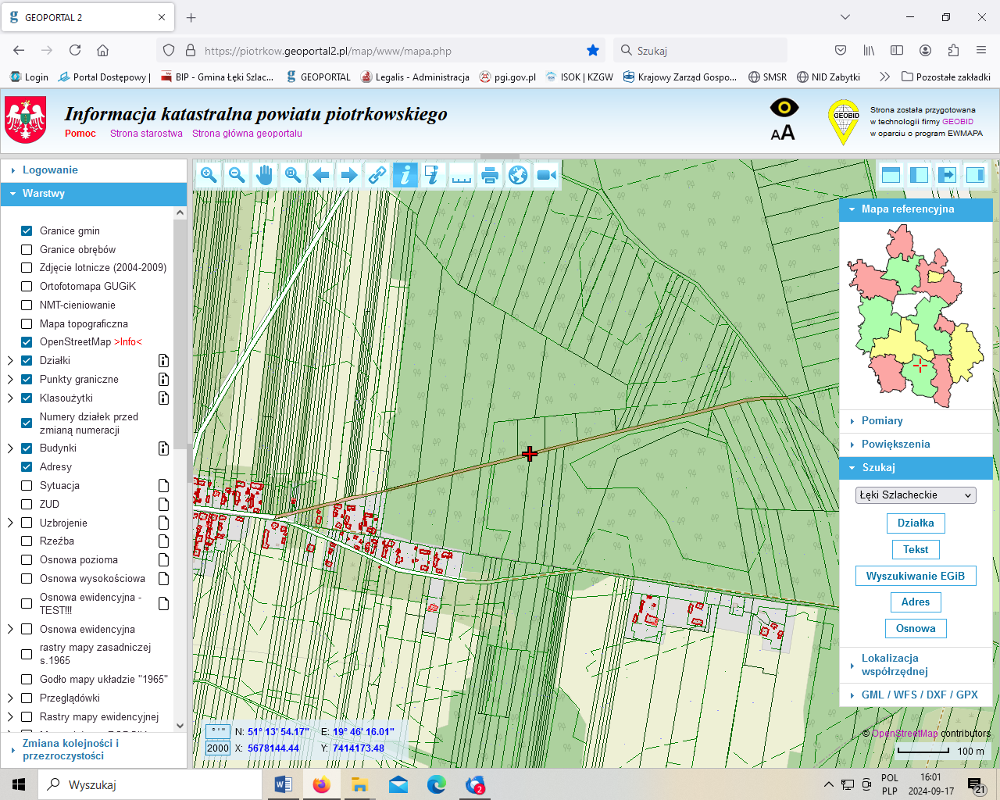 GEOPORTAL 2
https://piotrkow.geoportal2.pl/map/www/mapa.php
Szukaj
Login
Portal Dostępowy |
BIP - Gmina Łęki Szlac...
GEOPORTAL
Legalis - Administracja
pgi.gov.pl
ISOK | KZGW
Krajowy Zarząd Gospo...
SMSR
NID Zabytki
Pozostałe zakładki
Informacja katastralna powiatu piotrkowskiego
Pomoc Strona starostwa Strona główna geoportalu
AA
GEOBID
Strona została przygotowana
w technologii firmy GEOBID
w oparciu o program EWMAPA
Logowanie
Warstwy
Granice gmin
Granice obrębów
Zdjęcie lotnicze (2004-2009)
Ortofotomapa GUGiK
NMT-cieniowanie
Mapa topograficzna
OpenStreetMap >Info<
Działki
Punkty graniczne
Klasoużytki
Numery działek przed
zmianą numeracji
Budynki
Adresy
Sytuacja
ZUD
Uzbrojenie
Rzeźba
Osnowa pozioma
Osnowa wysokościowa
Osnowa ewidencyjna -
TEST!!!
Osnowa ewidencyjna
rastry mapy zasadniczej
s.1965
Godło mapy układzie "1965"
Przeglądówki
Rastry mapy ewidencyjnej
Zmiana kolejności i
przezroczystości
Mapa referencyjna
Pomiary
Powiększenia
Szukaj
Łęki Szlacheckie
Działka
Tekst
Wyszukiwanie EGiB
Adres
Osnowa
Lokalizacja
współrzędnej
GML / WFS / DXF / GPX
° ' " N: 51° 13' 54.17" E: 19° 46' 16.01"
2000 X: 5678144.44 Y: 7414173.48
© OpenStreetMap contributors
100 m
Wyszukaj
2
POL
PLP
16:01
2024-09-17
21